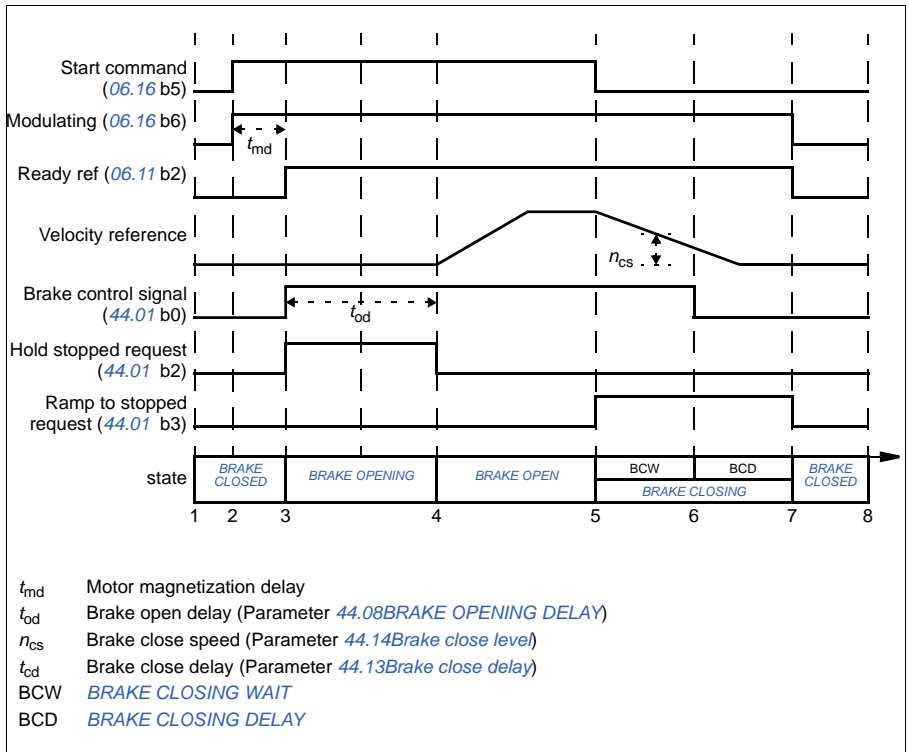 Start command
(06.16 b5)
Modulating (06.16 b6)
tmd
Ready ref (06.11 b2)
Velocity reference
ncs
Brake control signal
(44.01 b0)
tod
Hold stopped request
(44.01 b2)
Ramp to stopped
request (44.01 b3)
state
BRAKE
CLOSED
BRAKE OPENING
BRAKE OPEN
BCW
BCD
BRAKE CLOSING
BRAKE
CLOSED
1 2 3 4 5 6 7 8
tmd Motor magnetization delay
tod Brake open delay (Parameter 44.08BRAKE OPENING DELAY)
ncs Brake close speed (Parameter 44.14Brake close level)
tcd Brake close delay (Parameter 44.13Brake close delay)
BCW BRAKE CLOSING WAIT
BCD BRAKE CLOSING DELAY